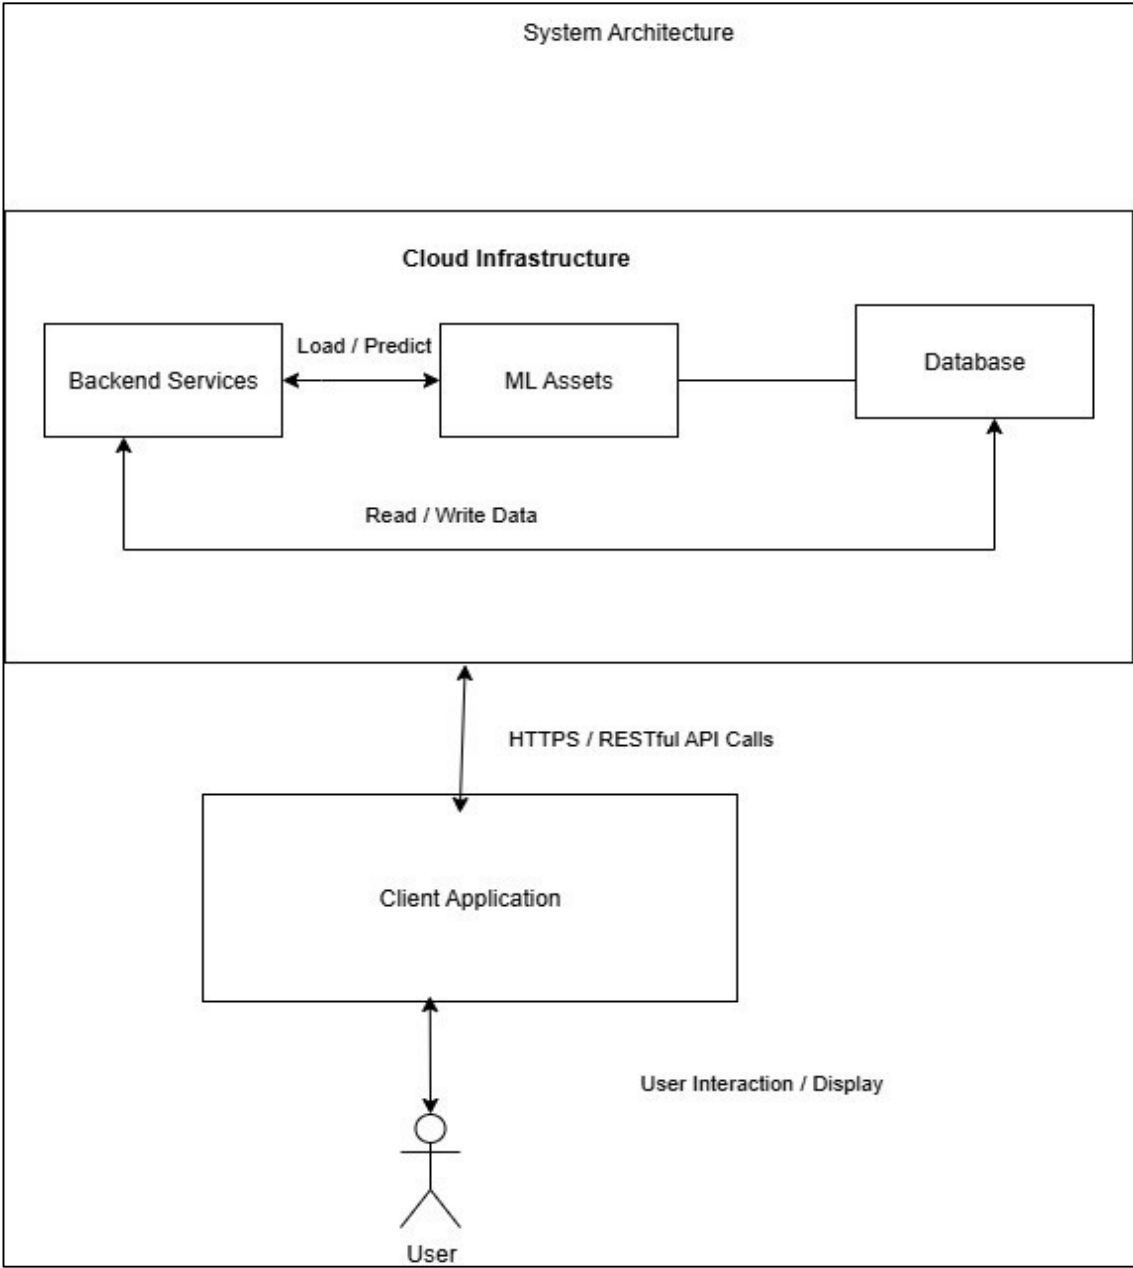 System Architecture
Cloud Infrastructure
Load / Predict
Backend Services
ML Assets
Database
Read / Write Data
HTTPS / RESTful API Calls
Client Application
User Interaction / Display
User